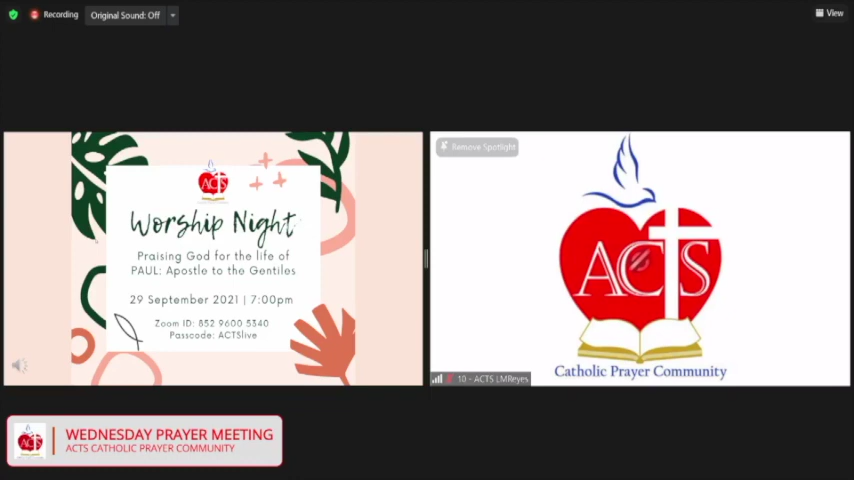 Recording
Original Sound: Off
View
ACTS
Worship Night
Praising God for the life of
PAUL: Apostle to the Gentiles
29 September 2021 | 7:00pm
Zoom ID: 852 9600 5340
Passcode: ACTSlive
Remove Spotlight
ACTS
Catholic Prayer Community
10 - ACTS LMReyes
ACTS
WEDNESDAY PRAYER MEETING
ACTS CATHOLIC PRAYER COMMUNITY